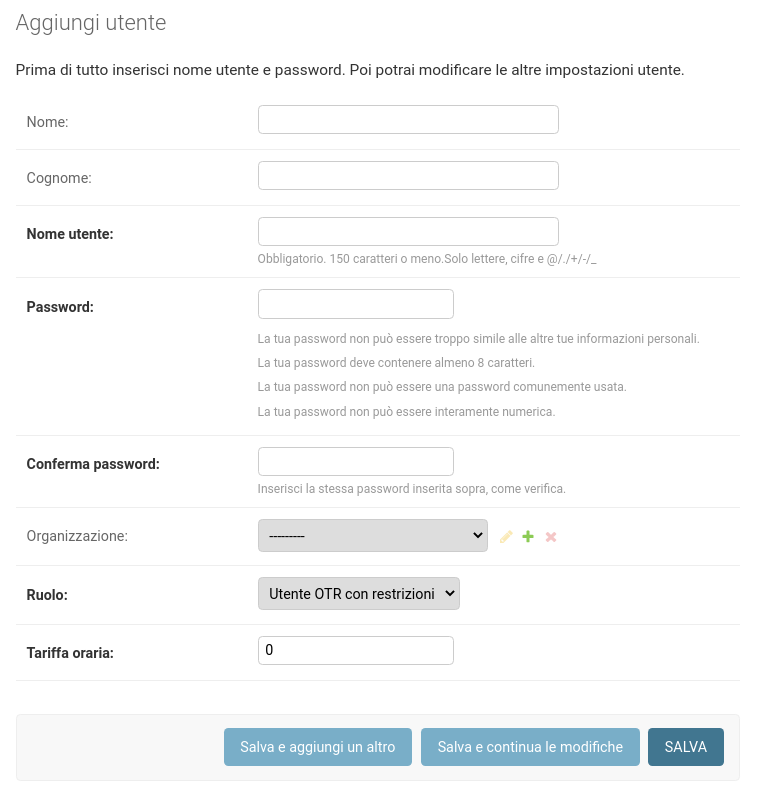 Aggiungi utente
Prima di tutto inserisci nome utente e password. Poi potrai modificare le altre impostazioni utente.
Nome:
Cognome:
Nome utente:
Obbligatorio. 150 caratteri o meno.Solo lettere, cifre e @/./+/-/_
Password:
La tua password non può essere troppo simile alle altre tue informazioni personali.
La tua password deve contenere almeno 8 caratteri.
La tua password non può essere una password comunemente usata.
La tua password non può essere interamente numerica.
Conferma password:
Inserisci la stessa password inserita sopra, come verifica.
Organizzazione: ---------
Ruolo: Utente OTR con restrizioni
Tariffa oraria: 0
Salva e aggiungi un altro Salva e continua le modifiche SALVA